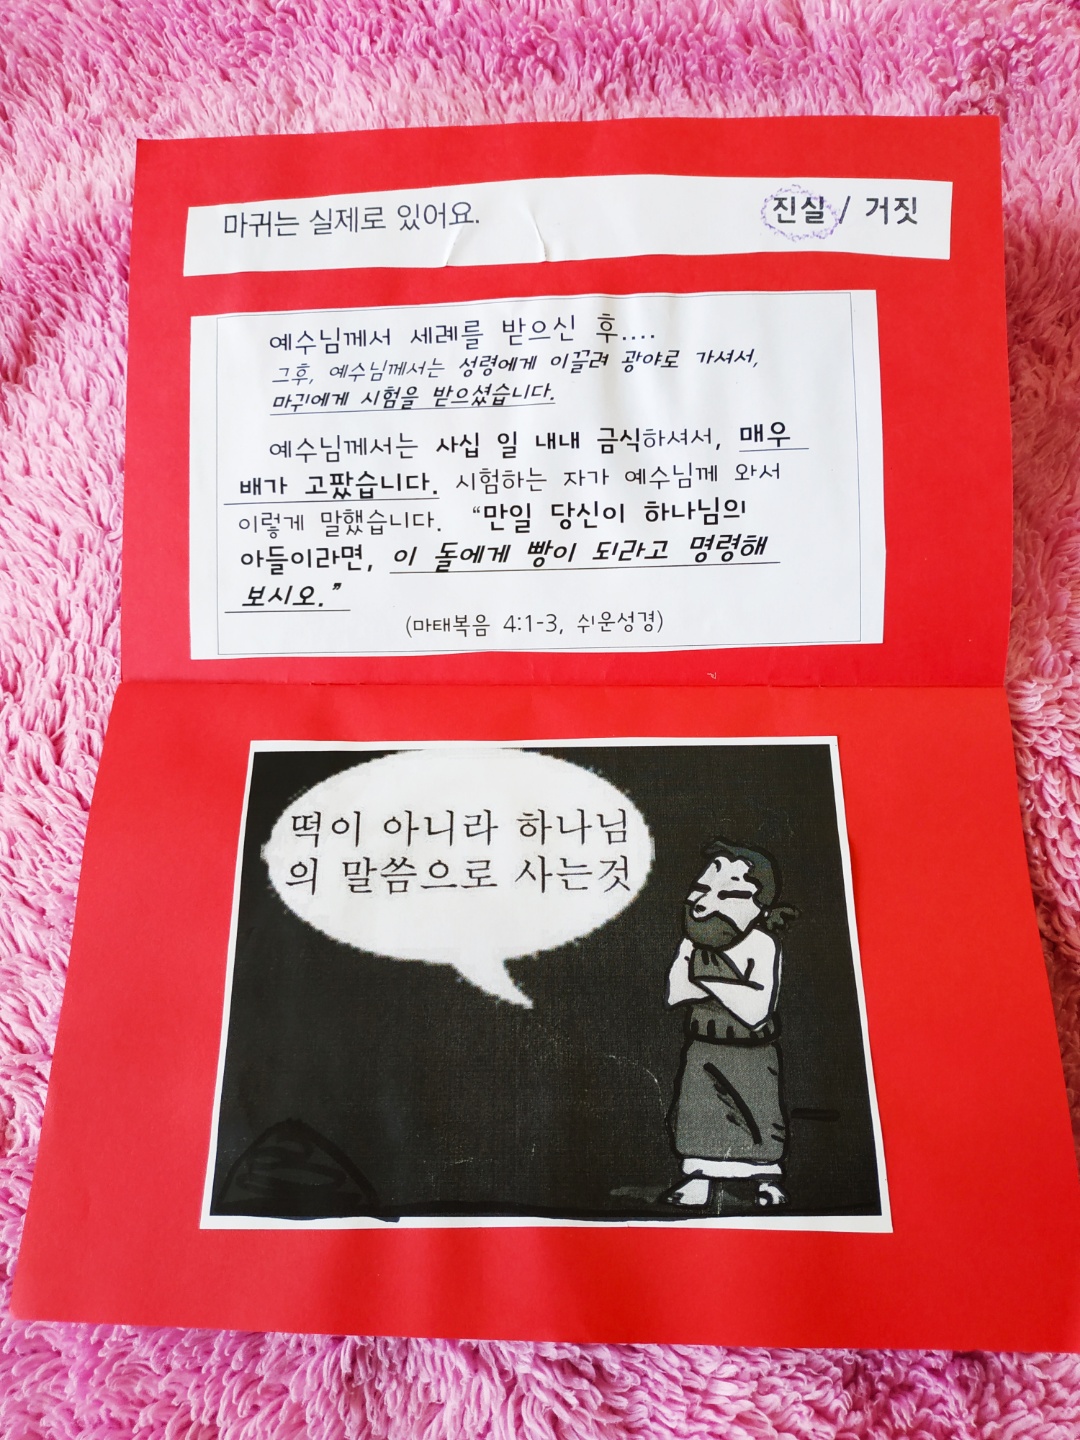 마귀는 실제로 있어요. 진실 / 거짓
예수님께서 세례를 받으신 후....
그후, 예수님께서는 성령에게 이끌려 광야로 가셔서,
마귀에게 시험을 받으셨습니다.
예수님께서는 사십 일 내내 금식하셔서, 매우
배가 고팠습니다. 시험하는 자가 예수님께 와서
이렇게 말했습니다. “만일 당신이 하나님의
아들이라면, 이 돌에게 빵이 되라고 명령해
보시오.”
(마태복음 4:1-3, 쉬운성경)
떡이 아니라 하나님
의 말씀으로 사는것